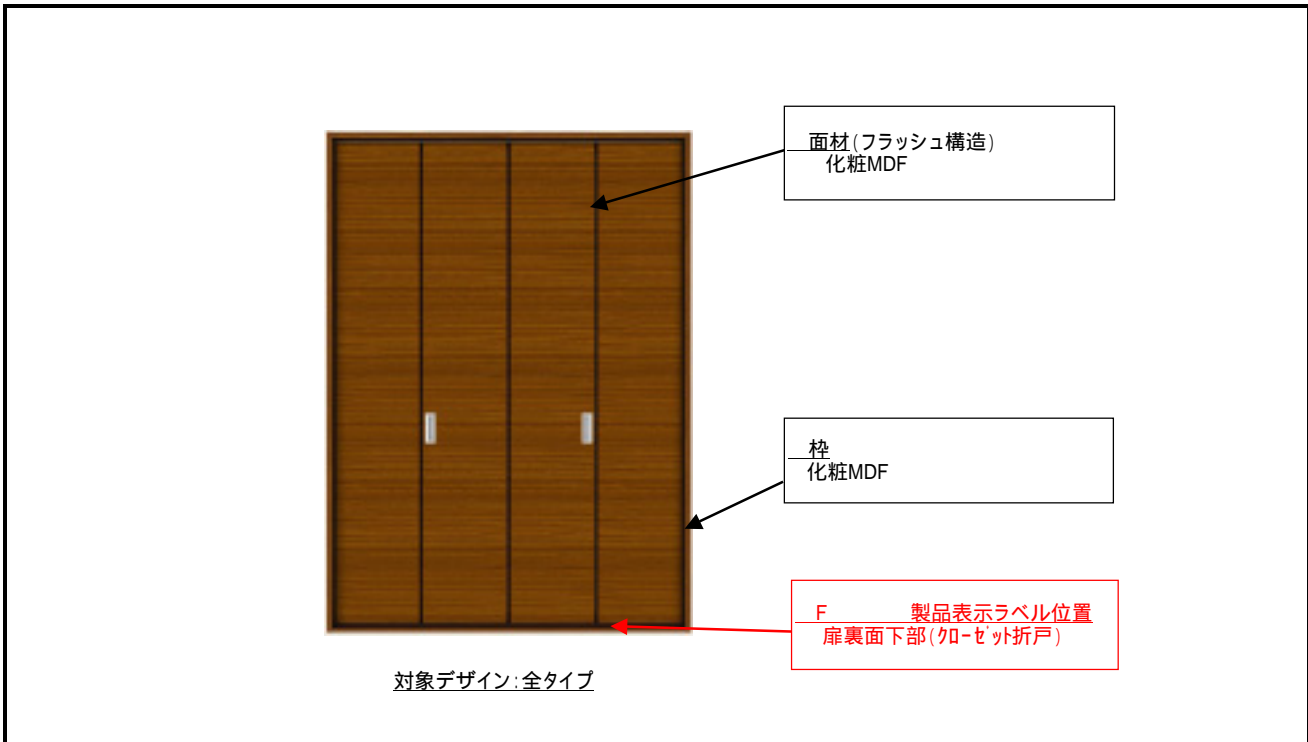 面材(フラッシュ構造)
化粧MDF
枠
化粧MDF
F 製品表示ラベル位置
扉裏面下部(ｸﾛｰｾﾞｯﾄ折戸)
対象デザイン:全タイプ